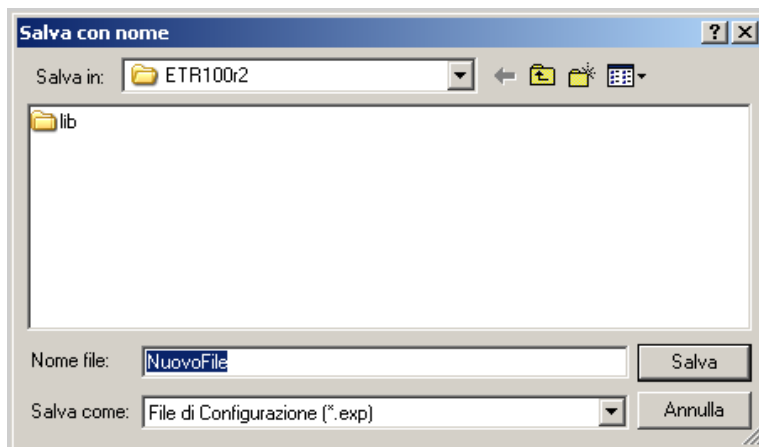 Salva con nome
Salva in: ETR100r2
lib
Nome file: NuovoFile Salva
Salva come: File di Configurazione (*.exp) Annulla